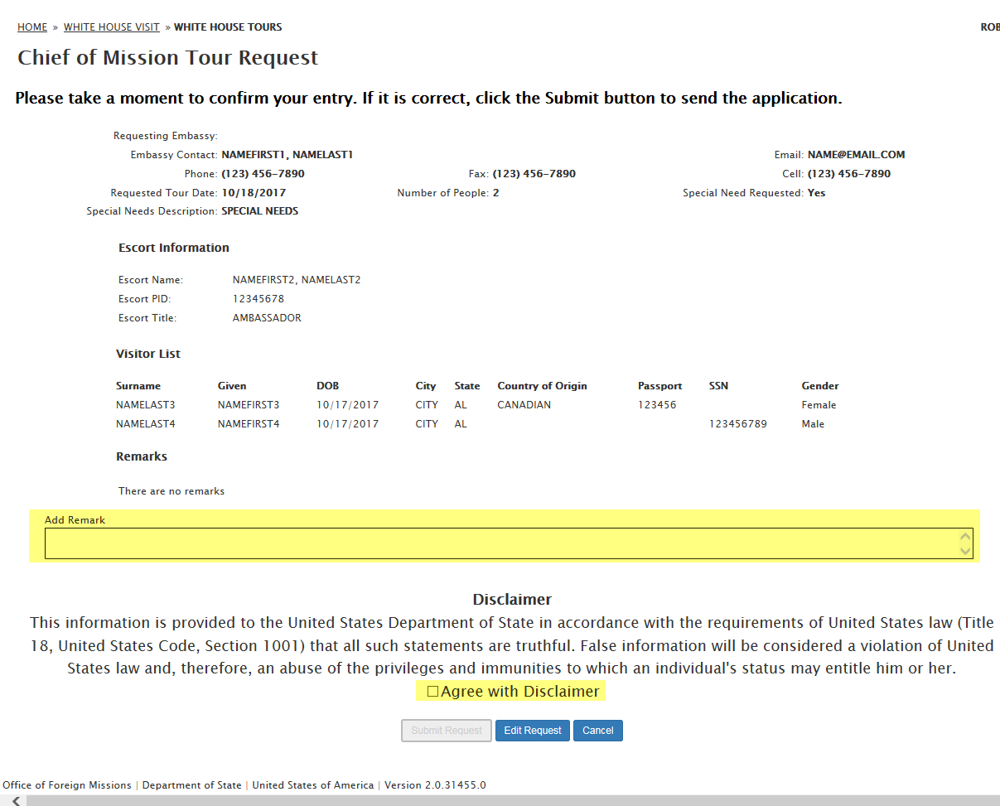 HOME » WHITE HOUSE VISIT » WHITE HOUSE TOURS ROB
Chief of Mission Tour Request
Please take a moment to confirm your entry. If it is correct, click the Submit button to send the application.
Requesting Embassy:
Embassy Contact: NAMEFIRST1, NAMELAST1 Email: NAME@EMAIL.COM
Phone: (123) 456-7890 Fax: (123) 456-7890 Cell: (123) 456-7890
Requested Tour Date: 10/18/2017 Number of People: 2 Special Need Requested: Yes
Special Needs Description: SPECIAL NEEDS
Escort Information
Escort Name: NAMEFIRST2, NAMELAST2
Escort PID: 12345678
Escort Title: AMBASSADOR
Visitor List
Surname Given DOB City State Country of Origin Passport SSN Gender
NAMELAST3 NAMEFIRST3 10/17/2017 CITY AL CANADIAN 123456 Female
NAMELAST4 NAMEFIRST4 10/17/2017 CITY AL 123456789 Male
Remarks
There are no remarks
Add Remark
Disclaimer
This information is provided to the United States Department of State in accordance with the requirements of United States law (Title
18, United States Code, Section 1001) that all such statements are truthful. False information will be considered a violation of United
States law and, therefore, an abuse of the privileges and immunities to which an individual's status may entitle him or her.
Agree with Disclaimer
Submit Request Edit Request Cancel
Office of Foreign Missions | Department of State | United States of America | Version 2.0.31455.0